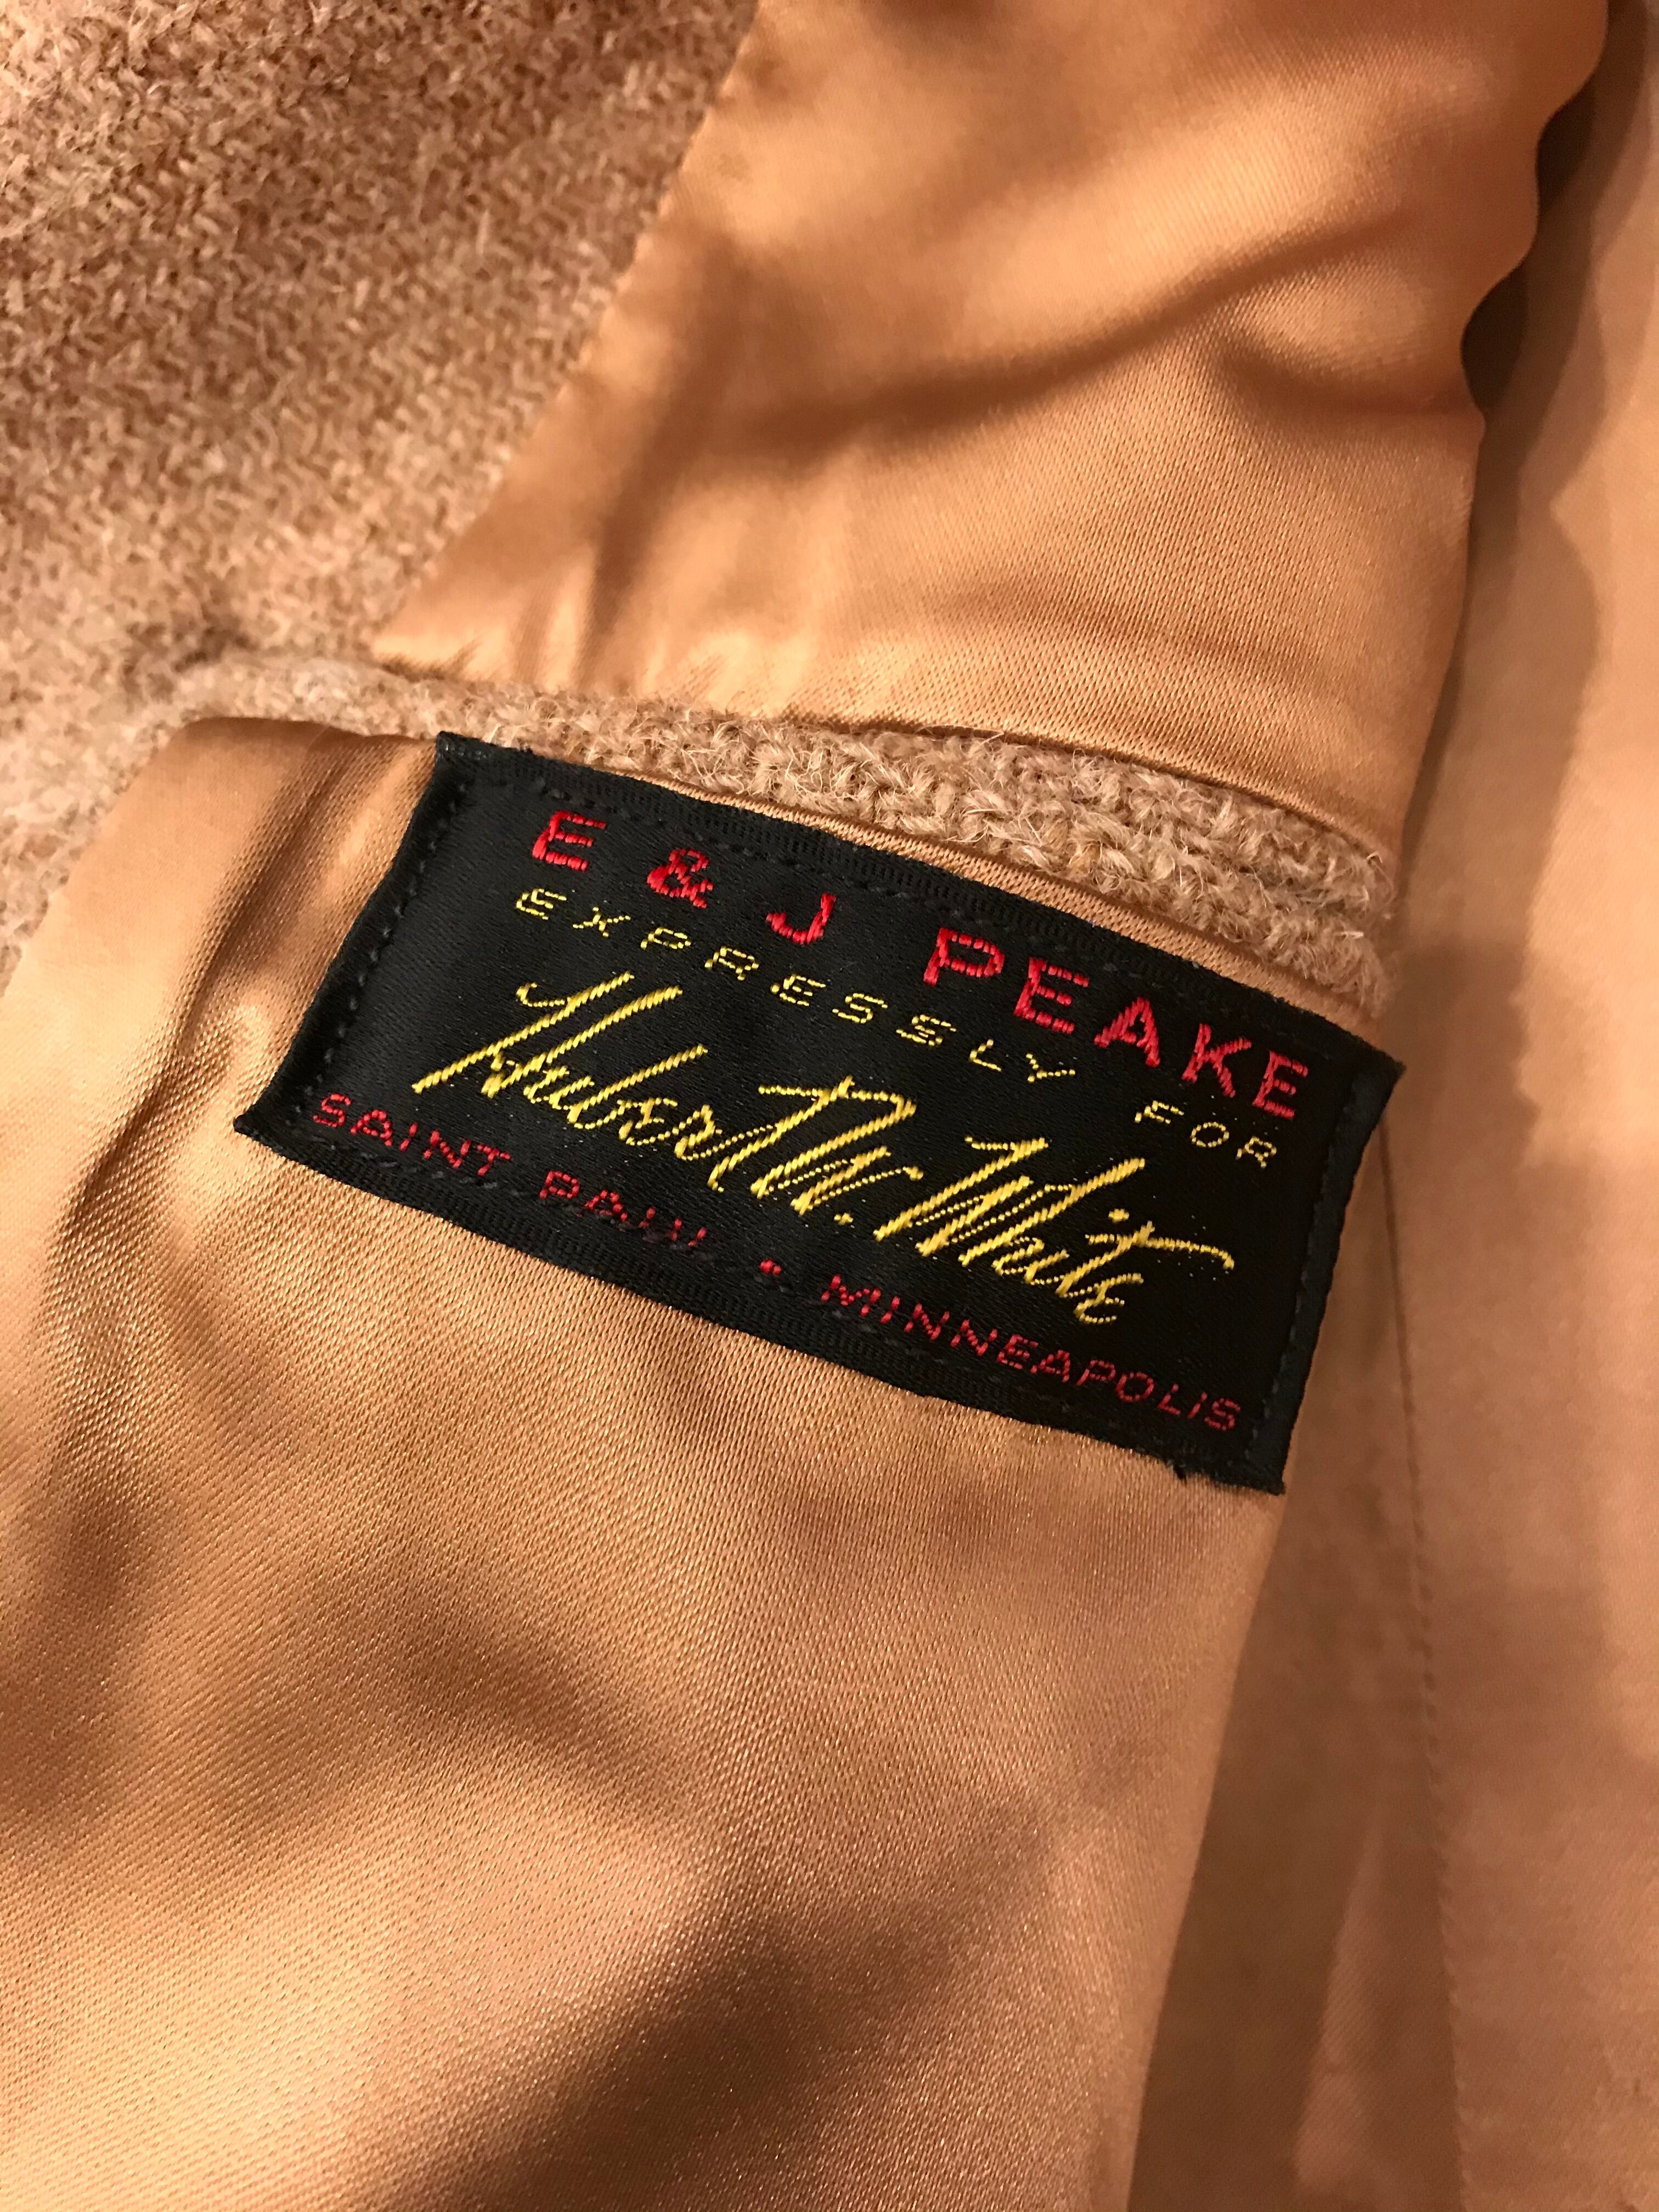 E & J PEAKE
EXPRESSLY FOR
Hubert W. White
SAINT PAUL • MINNEAPOLIS